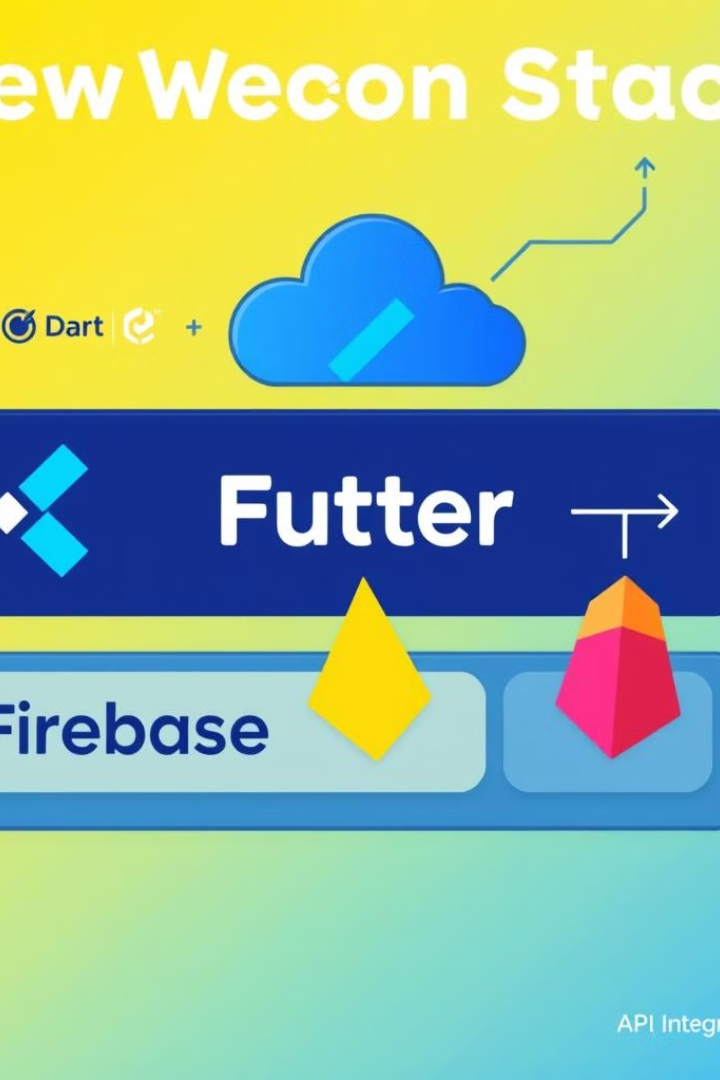 ew Wecon Stac
Dart +
Futter
Firebase
API Integr